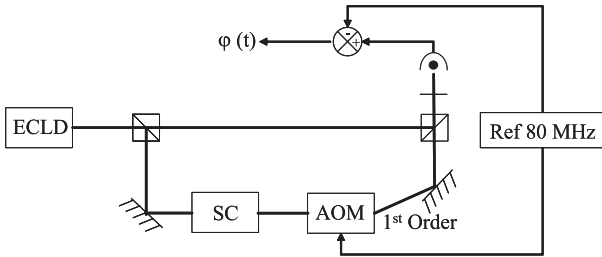 φ (t)
-
+
ECLD
Ref 80 MHz
SC
AOM
1st Order